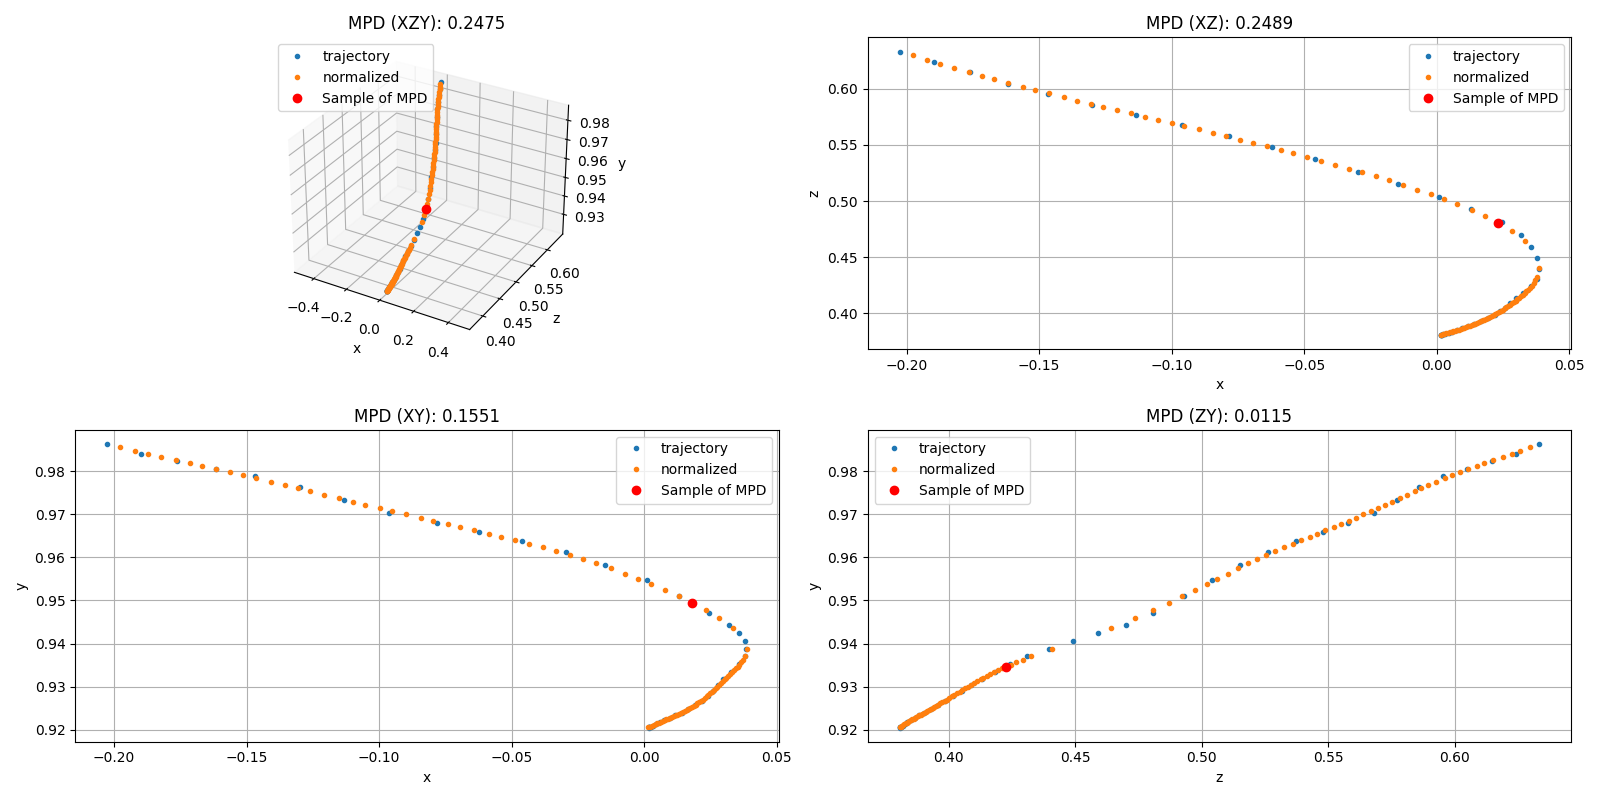 MPD (XZY): 0.2475
trajectory
normalized
Sample of MPD
0.98
0.97
0.96
0.95
0.94
0.93
y
0.60
0.55
0.50
0.45
0.40
z
−0.4
−0.2
0.0
0.2
0.4
x
MPD (XZ): 0.2489
trajectory
normalized
Sample of MPD
0.60
0.55
0.50
0.45
0.40
z
−0.20 −0.15 −0.10 −0.05 0.00 0.05
x
MPD (XY): 0.1551
trajectory
normalized
Sample of MPD
0.98
0.97
0.96
0.95
0.94
0.93
0.92
y
−0.20 −0.15 −0.10 −0.05 0.00 0.05
x
MPD (ZY): 0.0115
trajectory
normalized
Sample of MPD
0.98
0.97
0.96
0.95
0.94
0.93
0.92
y
0.40 0.45 0.50 0.55 0.60
z